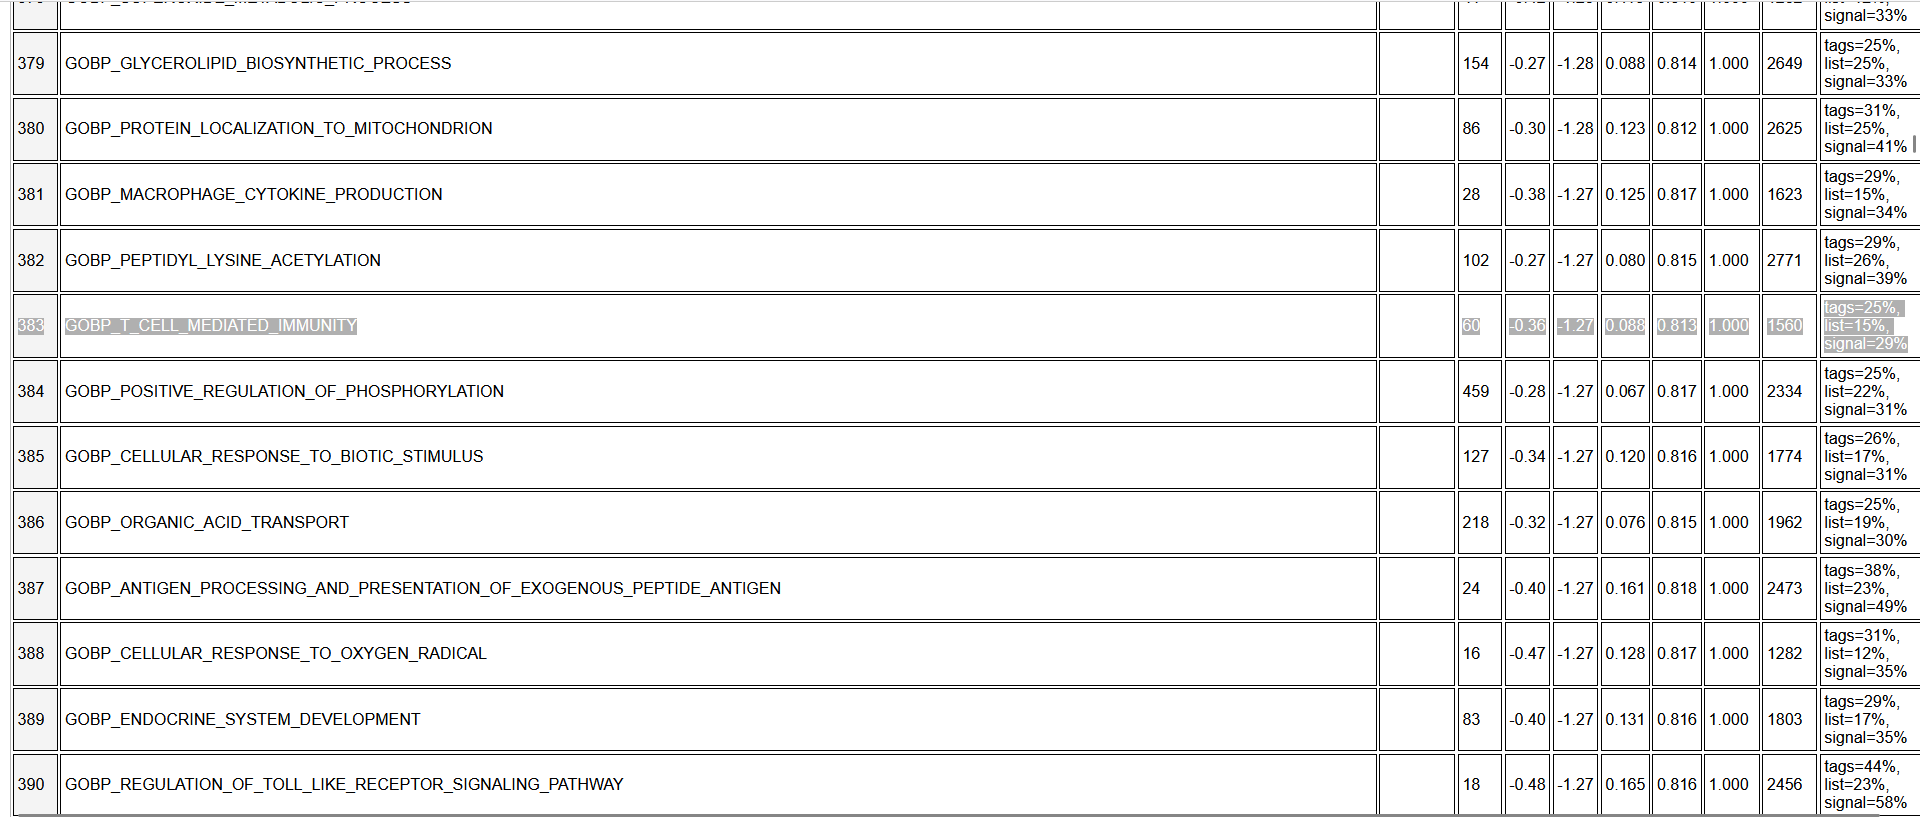 signal=33%
379 GOBP_GLYCEROLIPID_BIOSYNTHETIC_PROCESS 154 -0.27 -1.28 0.088 0.814 1.000 2649 tags=25%,
list=25%,
signal=33%
380 GOBP_PROTEIN_LOCALIZATION_TO_MITOCHONDRION 86 -0.30 -1.28 0.123 0.812 1.000 2625 tags=31%,
list=25%,
signal=41%
381 GOBP_MACROPHAGE_CYTOKINE_PRODUCTION 28 -0.38 -1.27 0.125 0.817 1.000 1623 tags=29%,
list=15%,
signal=34%
382 GOBP_PEPTIDYL_LYSINE_ACETYLATION 102 -0.27 -1.27 0.080 0.815 1.000 2771 tags=29%,
list=26%,
signal=39%
383 GOBP_T_CELL_MEDIATED_IMMUNITY 60 -0.36 -1.27 0.088 0.813 1.000 1560 tags=25%,
list=15%,
signal=29%
384 GOBP_POSITIVE_REGULATION_OF_PHOSPHORYLATION 459 -0.28 -1.27 0.067 0.817 1.000 2334 tags=25%,
list=22%,
signal=31%
385 GOBP_CELLULAR_RESPONSE_TO_BIOTIC_STIMULUS 127 -0.34 -1.27 0.120 0.816 1.000 1774 tags=26%,
list=17%,
signal=31%
386 GOBP_ORGANIC_ACID_TRANSPORT 218 -0.32 -1.27 0.076 0.815 1.000 1962 tags=25%,
list=19%,
signal=30%
387 GOBP_ANTIGEN_PROCESSING_AND_PRESENTATION_OF_EXOGENOUS_PEPTIDE_ANTIGEN 24 -0.40 -1.27 0.161 0.818 1.000 2473 tags=38%,
list=23%,
signal=49%
388 GOBP_CELLULAR_RESPONSE_TO_OXYGEN_RADICAL 16 -0.47 -1.27 0.128 0.817 1.000 1282 tags=31%,
list=12%,
signal=35%
389 GOBP_ENDOCRINE_SYSTEM_DEVELOPMENT 83 -0.40 -1.27 0.131 0.816 1.000 1803 tags=29%,
list=17%,
signal=35%
390 GOBP_REGULATION_OF_TOLL_LIKE_RECEPTOR_SIGNALING_PATHWAY 18 -0.48 -1.27 0.165 0.816 1.000 2456 tags=44%,
list=23%,
signal=58%